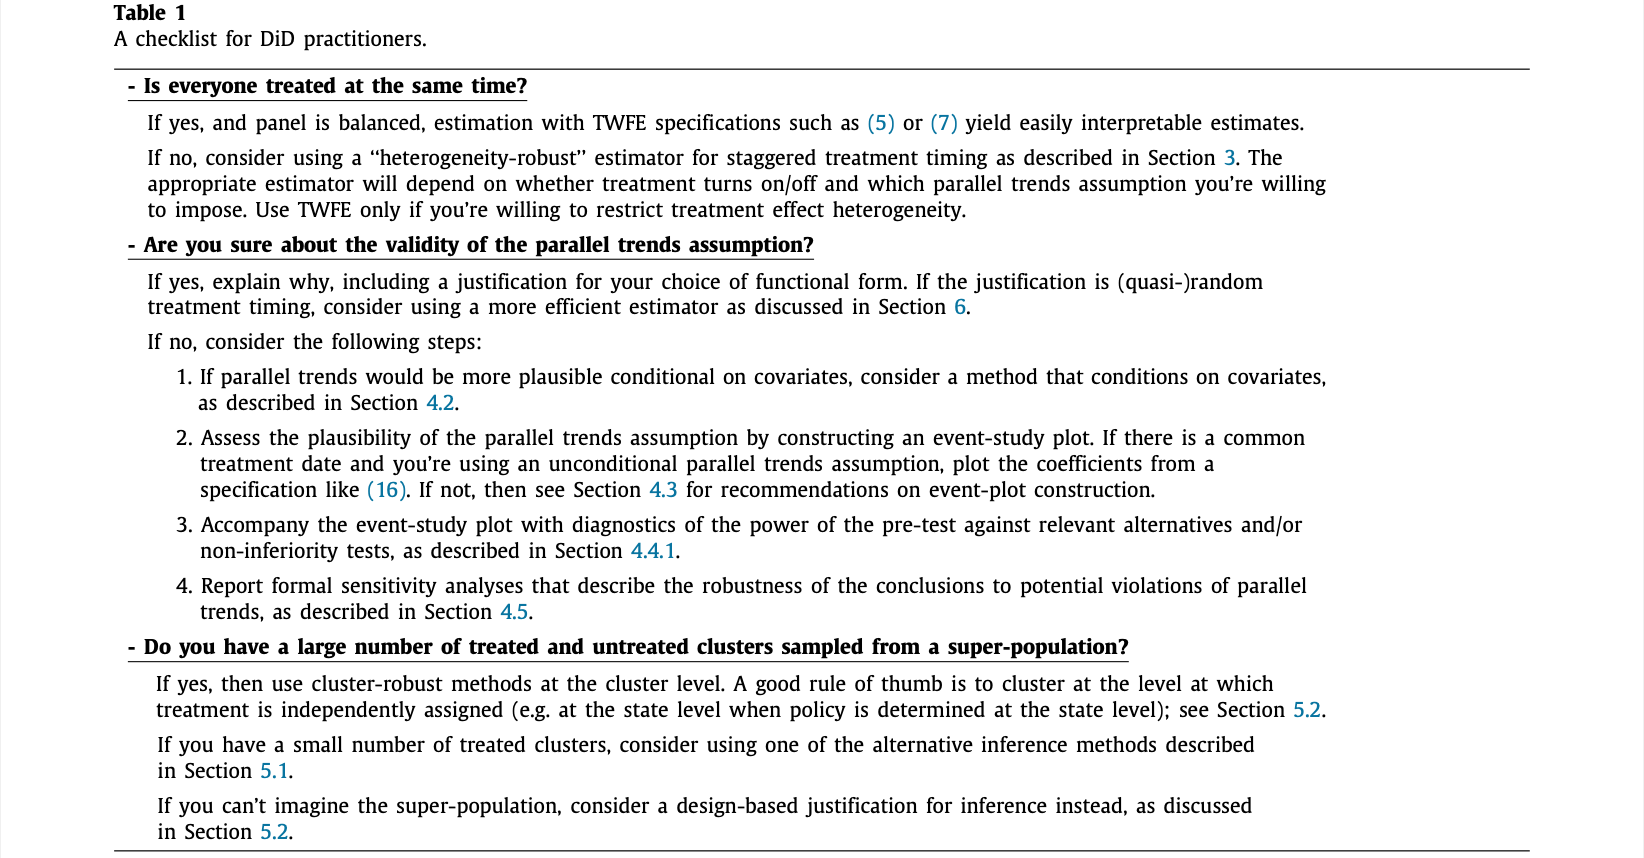 Table 1
A checklist for DiD practitioners.
- Is everyone treated at the same time?
If yes, and panel is balanced, estimation with TWFE specifications such as (5) or (7) yield easily interpretable estimates.
If no, consider using a “heterogeneity-robust” estimator for staggered treatment timing as described in Section 3. The
appropriate estimator will depend on whether treatment turns on/off and which parallel trends assumption you’re willing
to impose. Use TWFE only if you’re willing to restrict treatment effect heterogeneity.
- Are you sure about the validity of the parallel trends assumption?
If yes, explain why, including a justification for your choice of functional form. If the justification is (quasi-)random
treatment timing, consider using a more efficient estimator as discussed in Section 6.
If no, consider the following steps:
1. If parallel trends would be more plausible conditional on covariates, consider a method that conditions on covariates,
as described in Section 4.2.
2. Assess the plausibility of the parallel trends assumption by constructing an event-study plot. If there is a common
treatment date and you’re using an unconditional parallel trends assumption, plot the coefficients from a
specification like (16). If not, then see Section 4.3 for recommendations on event-plot construction.
3. Accompany the event-study plot with diagnostics of the power of the pre-test against relevant alternatives and/or
non-inferiority tests, as described in Section 4.4.1.
4. Report formal sensitivity analyses that describe the robustness of the conclusions to potential violations of parallel
trends, as described in Section 4.5.
- Do you have a large number of treated and untreated clusters sampled from a super-population?
If yes, then use cluster-robust methods at the cluster level. A good rule of thumb is to cluster at the level at which
treatment is independently assigned (e.g. at the state level when policy is determined at the state level); see Section 5.2.
If you have a small number of treated clusters, consider using one of the alternative inference methods described
in Section 5.1.
If you can’t imagine the super-population, consider a design-based justification for inference instead, as discussed
in Section 5.2.